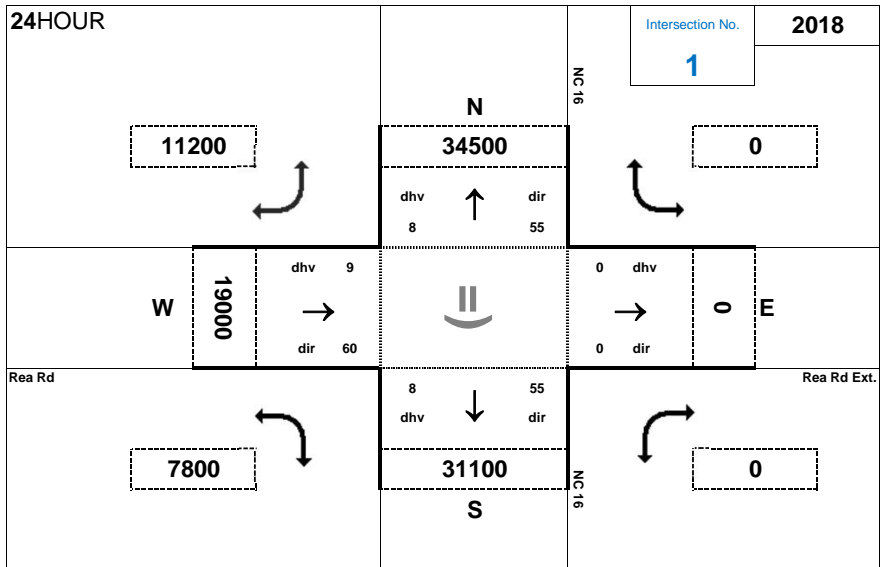 24HOUR
Intersection No.
2018
1
NC 16
N
11200
34500
0
dhv
dir
8
55
dhv 9
0 dhv
W
19000
0
E
dir 60
0 dir
Rea Rd
Rea Rd Ext.
8
55
dhv
dir
7800
31100
0
NC 16
S